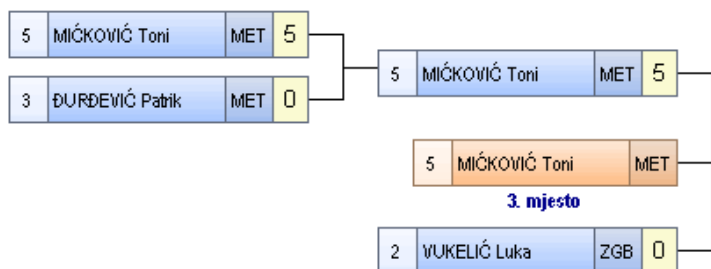 5 MIĆKOVIĆ Toni MET 5
3 ĐURĐEVIĆ Patrik MET 0
5 MIĆKOVIĆ Toni MET 5
5 MIĆKOVIĆ Toni MET
3. mjesto
2 VUKELIĆ Luka ZGB 0